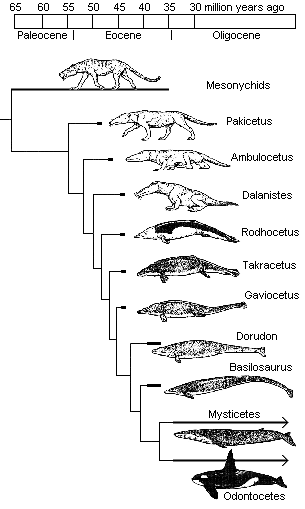 65 60 55 50 45 40 35 30 million years ago
Paleocene Eocene Oligocene
Mesonychids
Pakicetus
Ambulocetus
Dalanistes
Rodhocetus
Takracetus
Gaviocetus
Dorudon
Basilosaurus
Mysticetes
Odontocetes